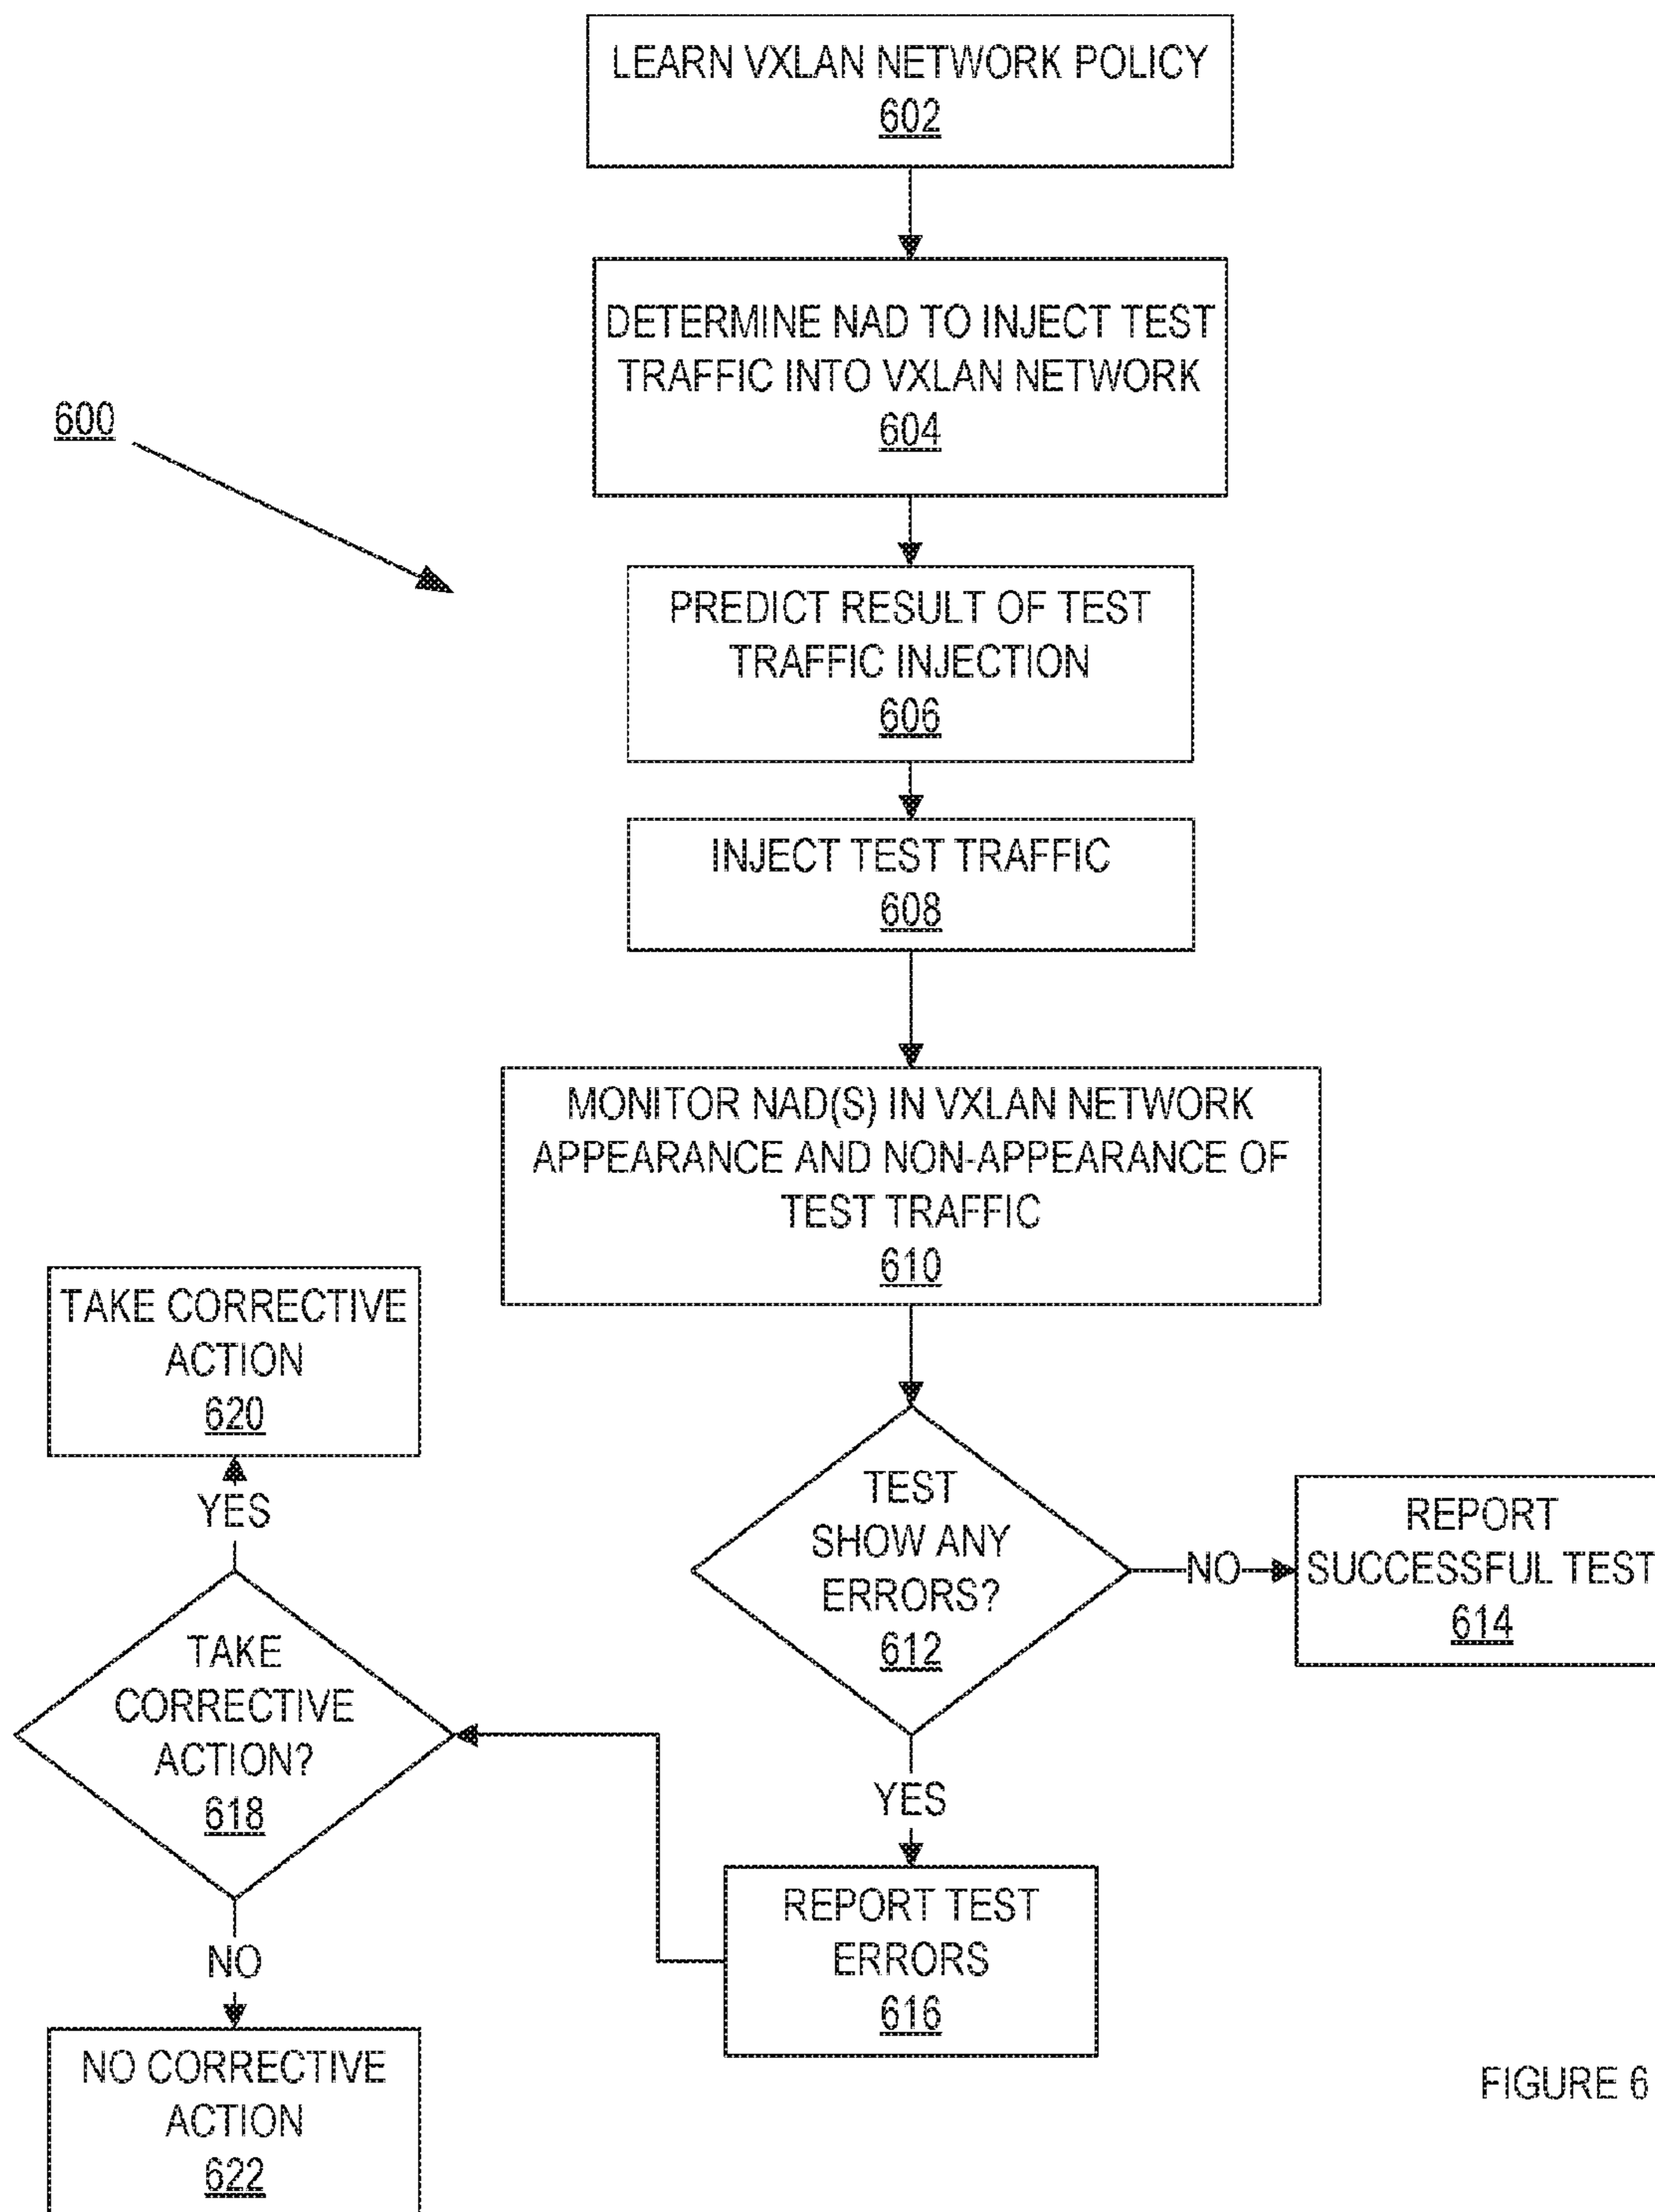 LEARN VXLAN NETWORK POLICY
602
DETERMINE NAD TO INJECT TEST
TRAFFIC INTO VXLAN NETWORK
604
600
PREDICT RESULT OF TEST
TRAFFIC INJECTION
606
INJECT TEST TRAFFIC
608
MONITOR NAD(S) IN VXLAN NETWORK
APPEARANCE AND NON-APPEARANCE OF
TEST TRAFFIC
610
TEST
SHOW ANY
ERRORS?
612
NO
REPORT
SUCCESSFUL TEST
614
YES
REPORT TEST
ERRORS
616
TAKE
CORRECTIVE
ACTION?
618
YES
TAKE CORRECTIVE
ACTION
620
NO
NO CORRECTIVE
ACTION
622
FIGURE 6